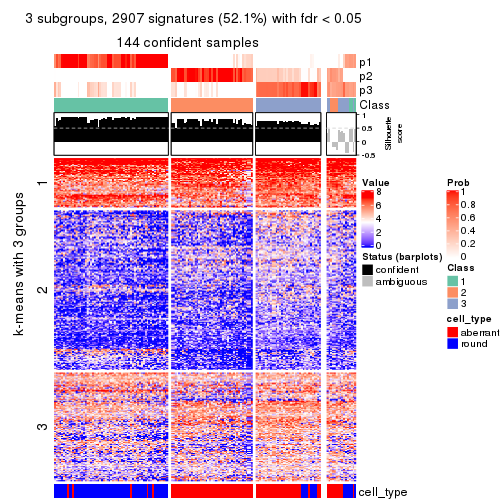 3 subgroups, 2907 signatures (52.1%) with fdr < 0.05
144 confident samples
p1
p2
p3
Class
1
0.5
0
-0.5
Silhouette
score
k-means with 3 groups
1
2
3
cell_type
Value
8
6
4
2
0
Status (barplots)
confident
ambiguous
Prob
1
0.8
0.6
0.4
0.2
0
Class
1
2
3
cell_type
aberrant
round